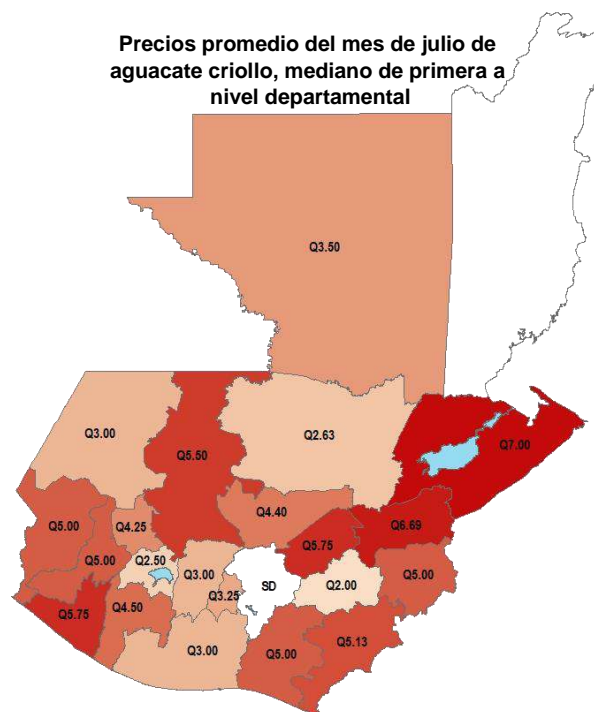 Precios promedio del mes de julio de
aguacate criollo, mediano de primera a
nivel departamental
Q3.50
Q3.00
Q5.50
Q2.63
Q7.00
Q5.00
Q4.25
Q4.40
Q6.69
Q5.00
Q2.50
Q3.00
Q5.75
Q5.00
Q5.75
Q4.50
Q3.25
SD
Q2.00
Q3.00
Q5.00
Q5.13